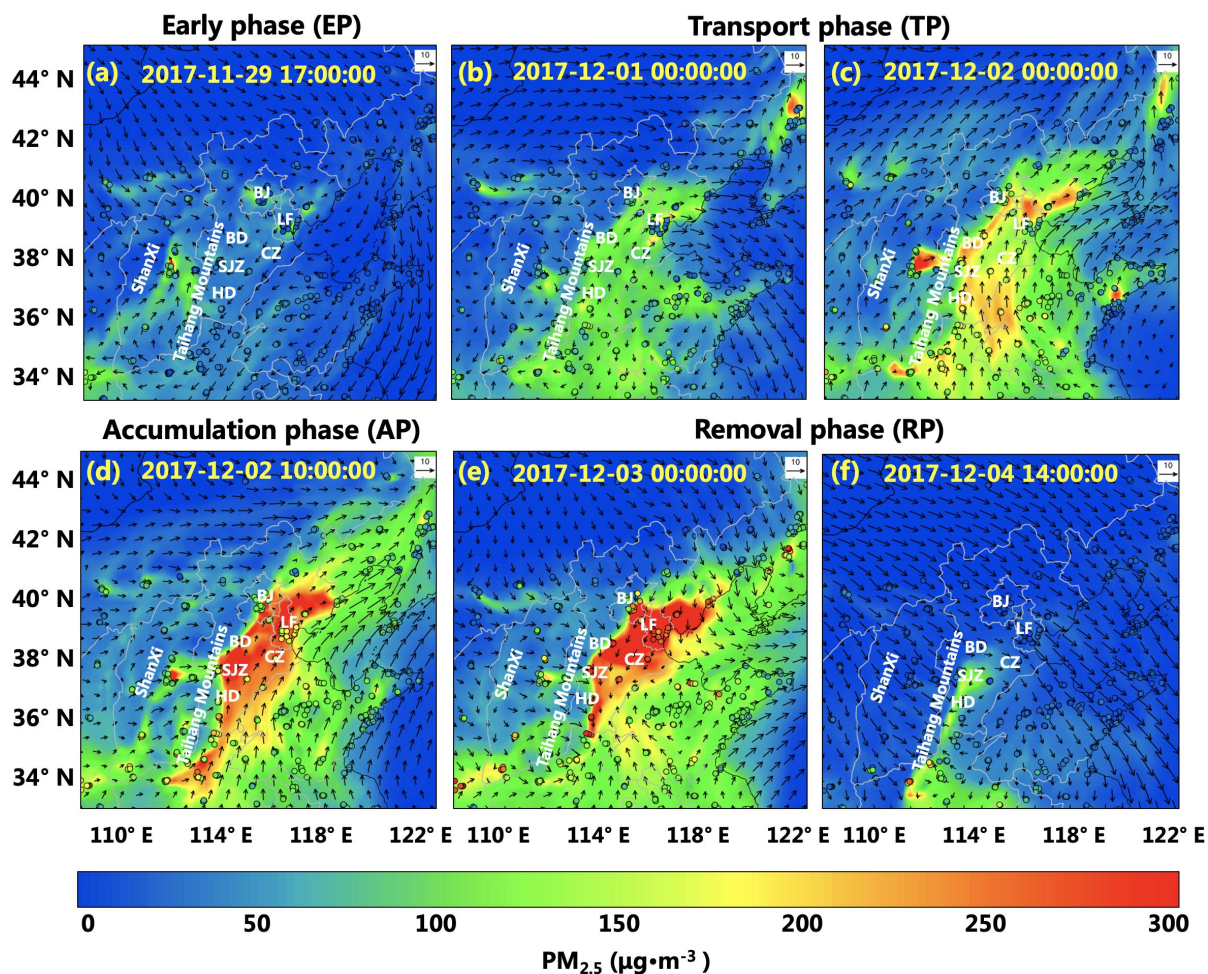 Early phase (EP)
Transport phase (TP)
(a) 2017-11-29 17:00:00
10
(b) 2017-12-01 00:00:00
10
(c) 2017-12-02 00:00:00
10
44° N
42° N
40° N
38° N
36° N
34° N
BJ
LF
BD
CZ
SJZ
HD
ShanXi
Taihang Mountains
BJ
LF
BD
CZ
SJZ
HD
ShanXi
Taihang Mountains
BJ
LF
BD
CZ
SJZ
HD
ShanXi
Taihang Mountains
Accumulation phase (AP)
Removal phase (RP)
(d) 2017-12-02 10:00:00
10
(e) 2017-12-03 00:00:00
10
(f) 2017-12-04 14:00:00
10
44° N
42° N
40° N
38° N
36° N
34° N
BJ
LF
BD
CZ
SJZ
HD
ShanXi
Taihang Mountains
BJ
LF
BD
CZ
SJZ
HD
ShanXi
Taihang Mountains
BJ
LF
BD
CZ
SJZ
HD
ShanXi
Taihang Mountains
110° E 114° E 118° E 122° E
110° E 114° E 118° E 122° E
110° E 114° E 118° E 122° E
0 50 100 150 200 250 300
PM2.5 (μg•m-3)